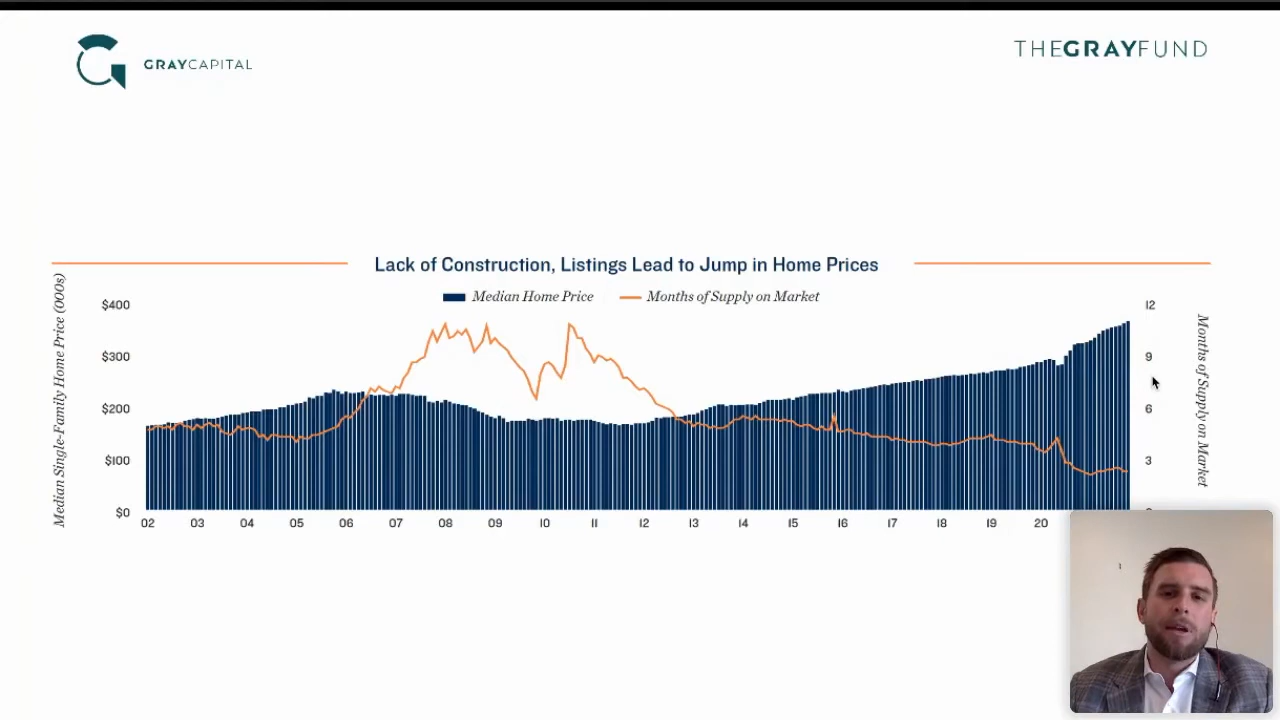 GRAYCAPITAL
THEGRAYFUND
Lack of Construction, Listings Lead to Jump in Home Prices
Median Home Price
Months of Supply on Market
Median Single-Family Home Price (000s)
$400
$300
$200
$100
$0
12
9
6
3
Months of Supply on Market
02 03 04 05 06 07 08 09 10 11 12 13 14 15 16 17 18 19 20